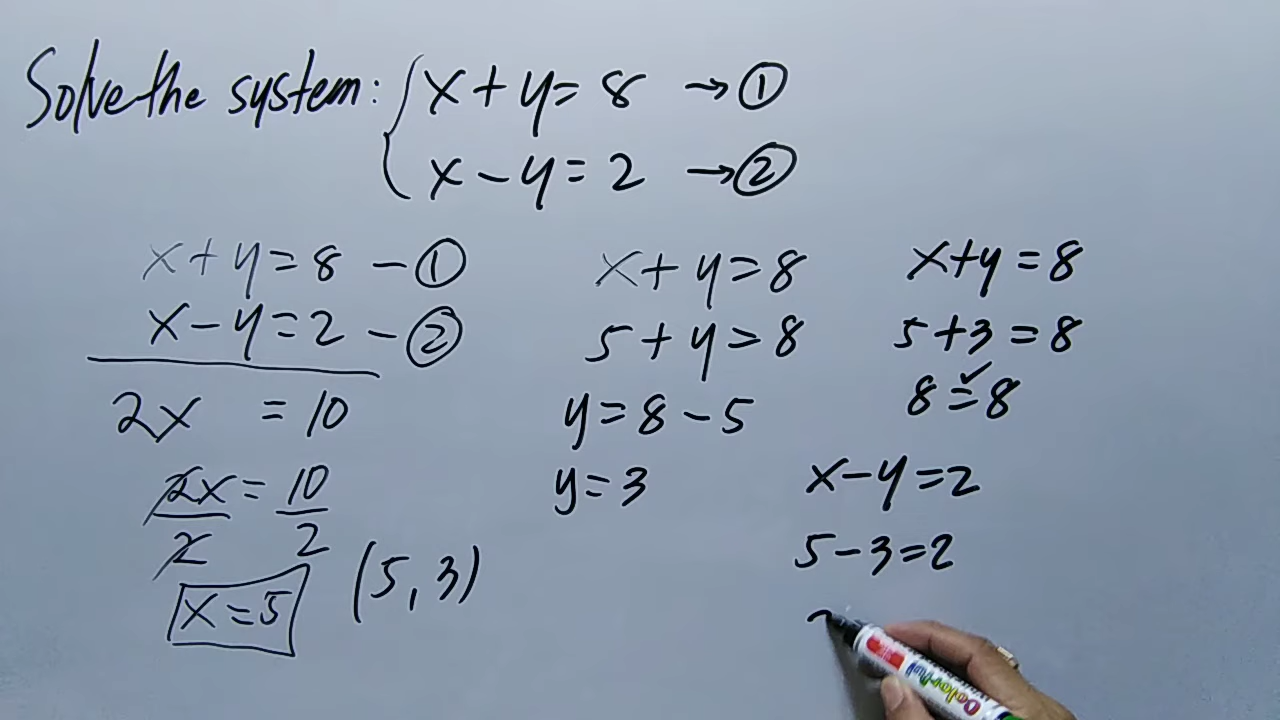 Solve the system: { x + y = 8 → ①
x - y = 2 → ②
x + y = 8 - ①
x - y = 2 - ②
2x = 10
2x/2 = 10/2
x = 5
(5, 3)
x + y = 8
5 + y = 8
y = 8 - 5
y = 3
x + y = 8
5 + 3 = 8
8 = 8 ✓
x - y = 2
5 - 3 = 2